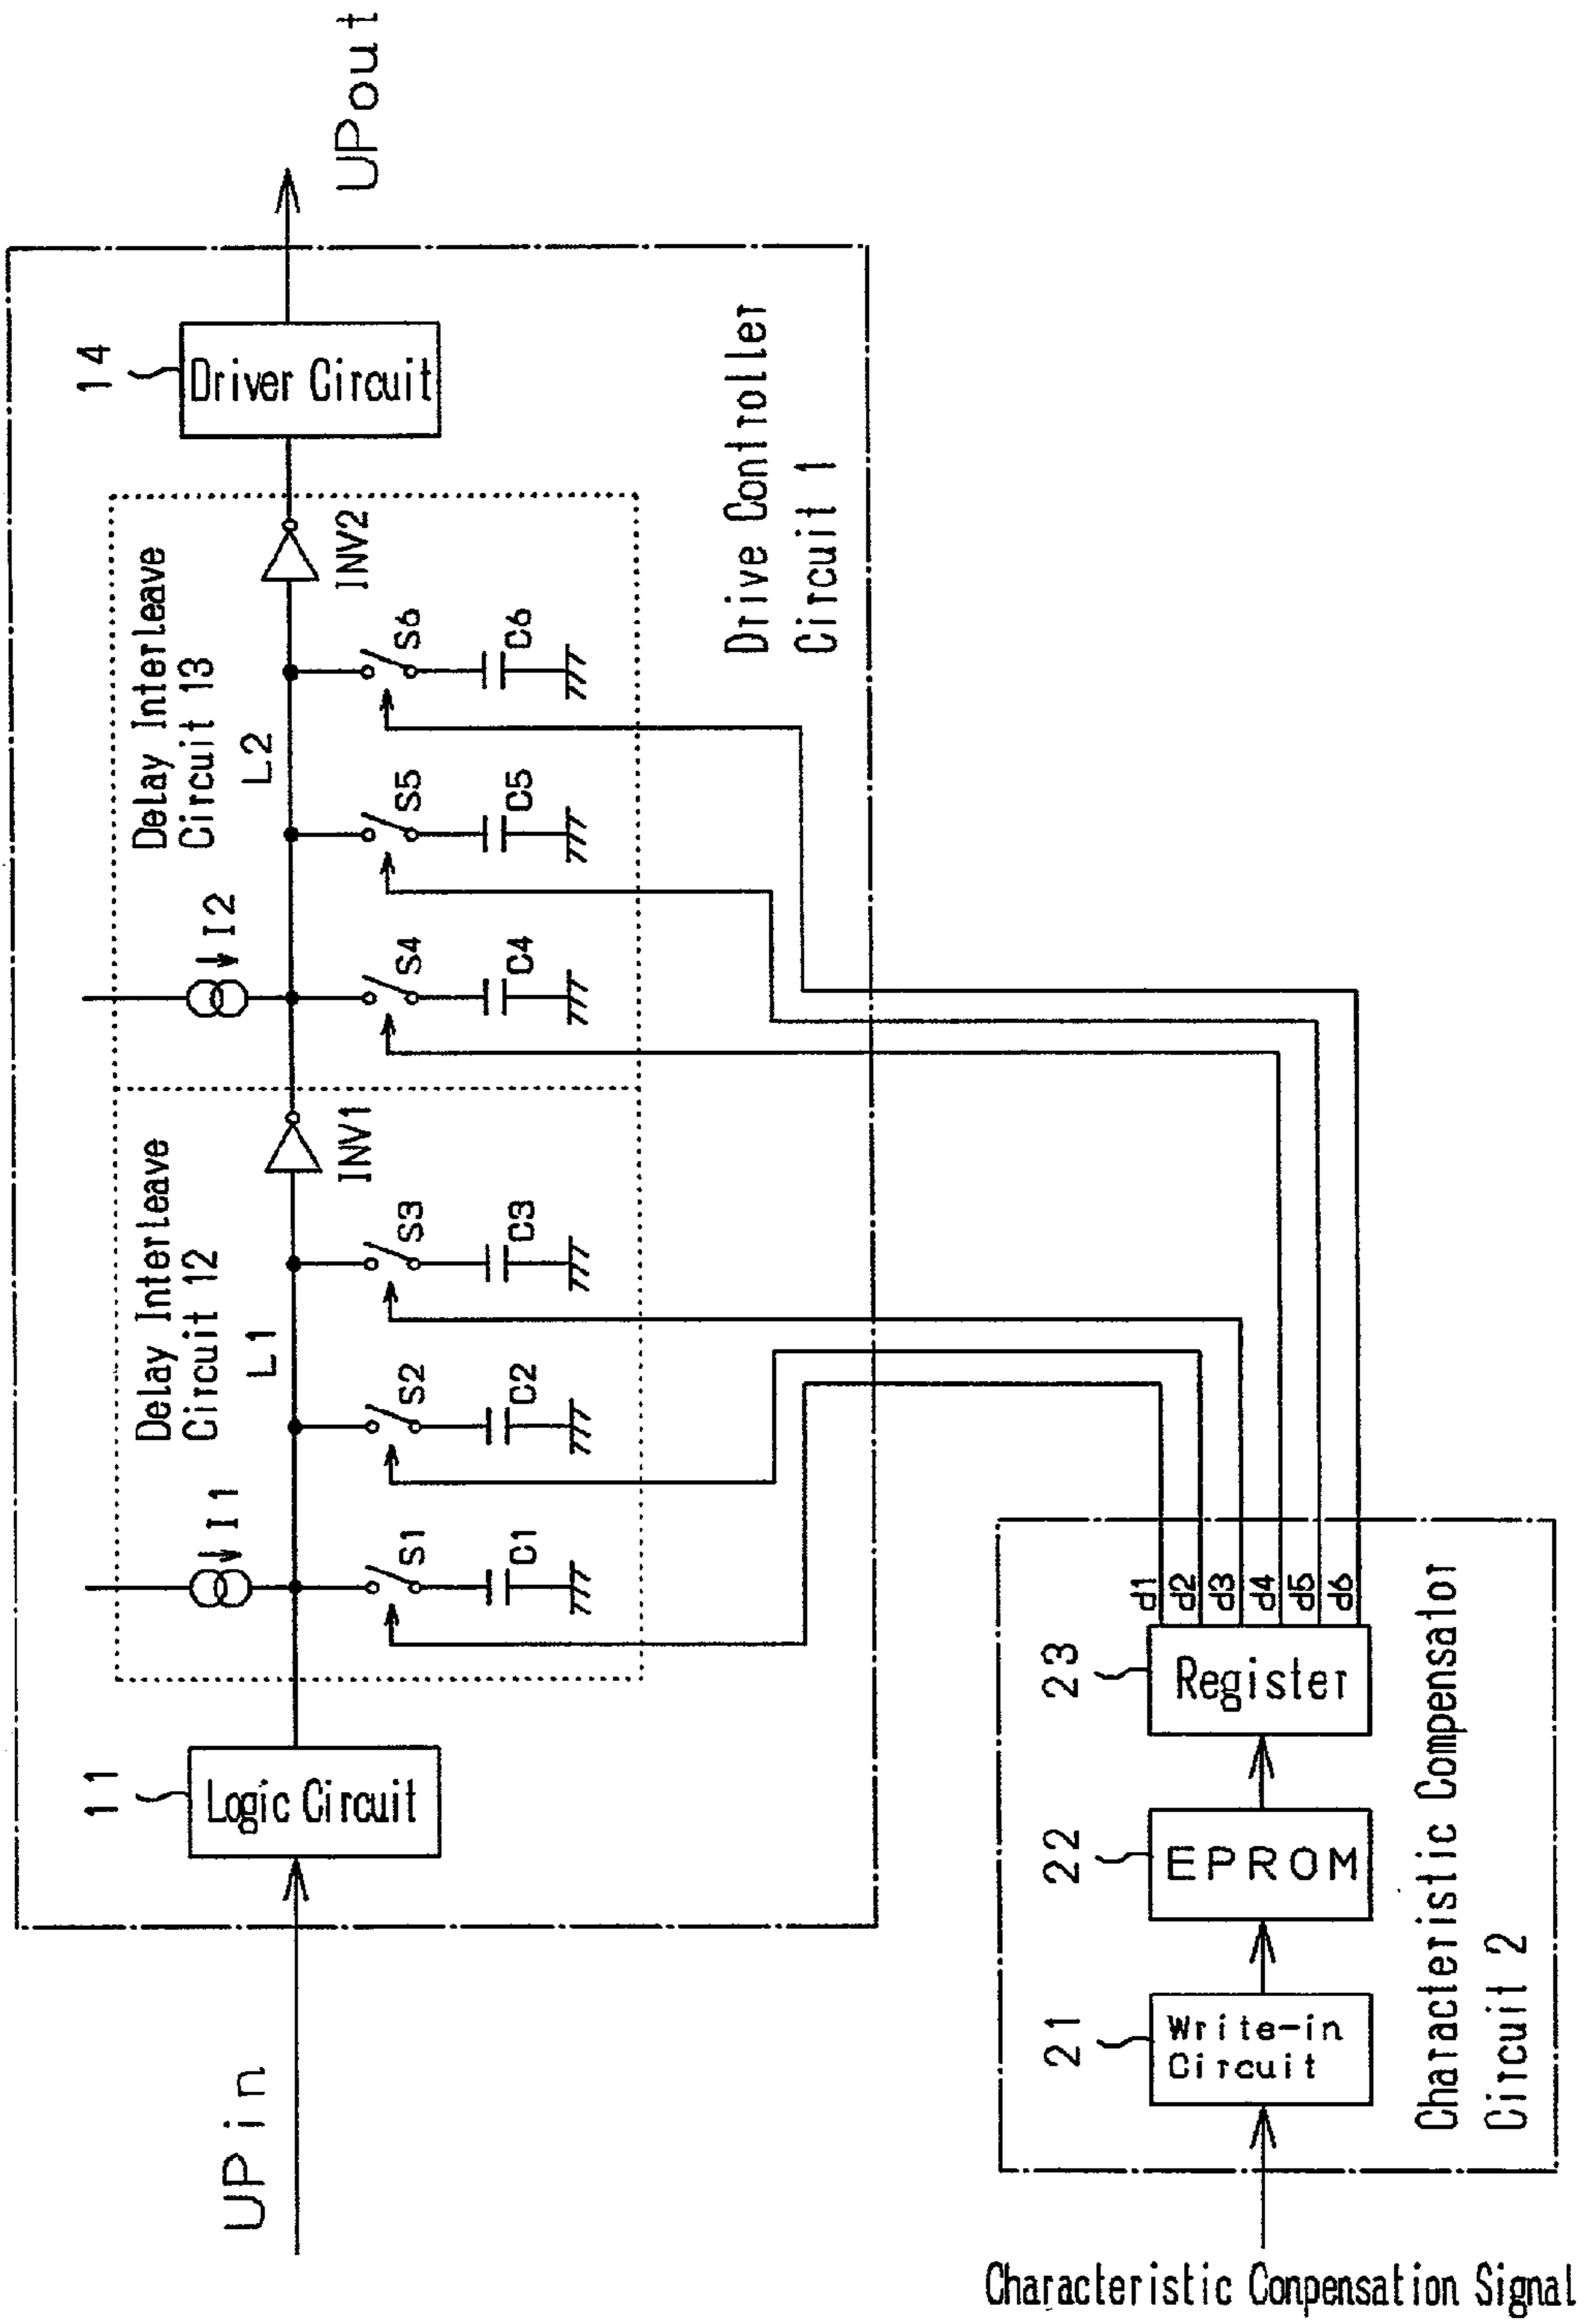 UPin
11
Logic Circuit
Delay Interleave
Circuit 12
I1
L1
S1
C1
S2
C2
S3
C3
INV1
Delay Interleave
Circuit 13
I2
L2
S4
C4
S5
C5
S6
C6
INV2
14
Driver Circuit
UPout
Drive Controller
Circuit 1
Characteristic Conpensation Signal
21
Write-in
Circuit
22
EPROM
23
Register
d1
d2
d3
d4
d5
d6
Characteristic Compensator
Circuit 2